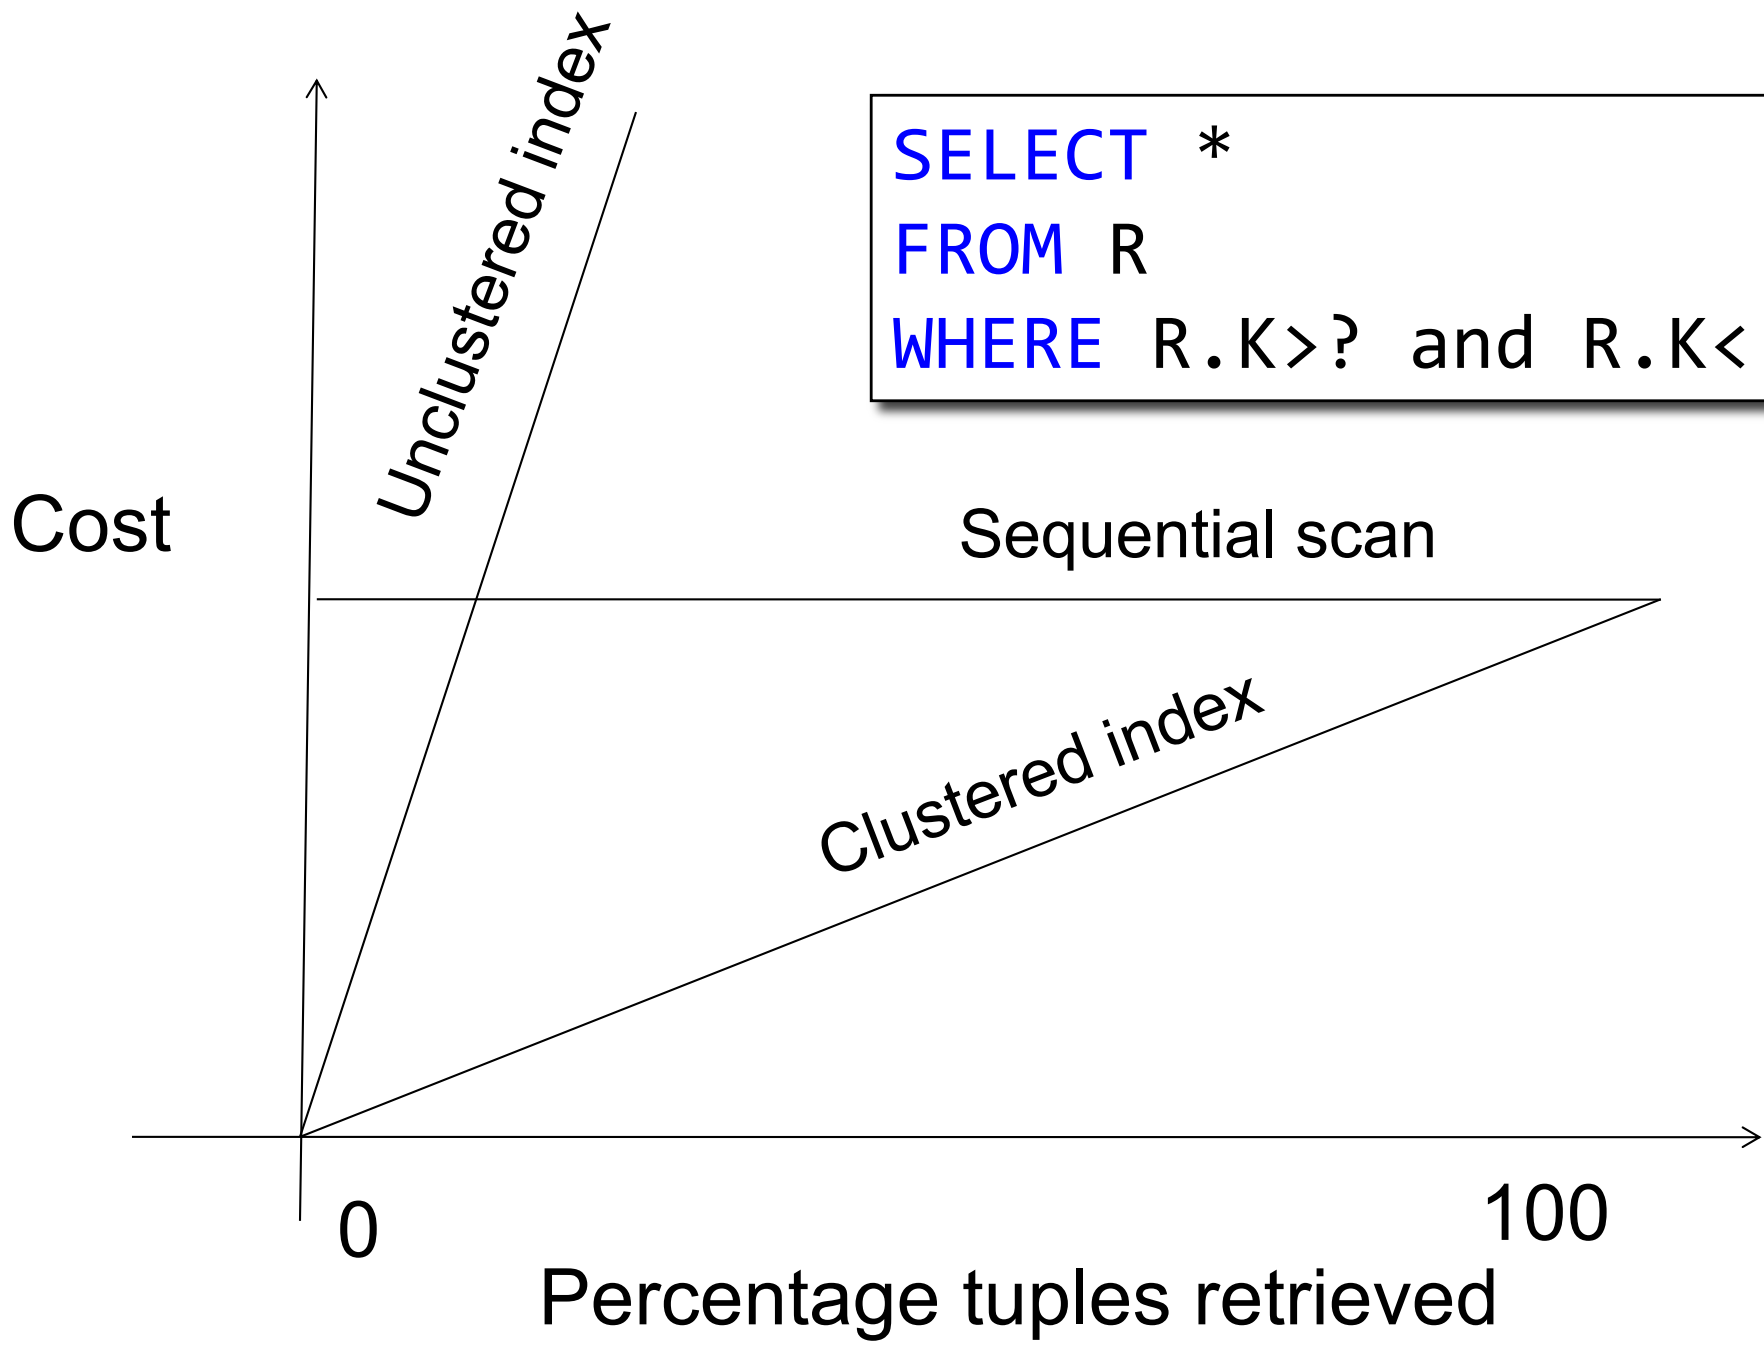 Unclustered index
SELECT *
FROM R
WHERE R.K>? and R.K<
Cost
Sequential scan
Clustered index
0
100
Percentage tuples retrieved